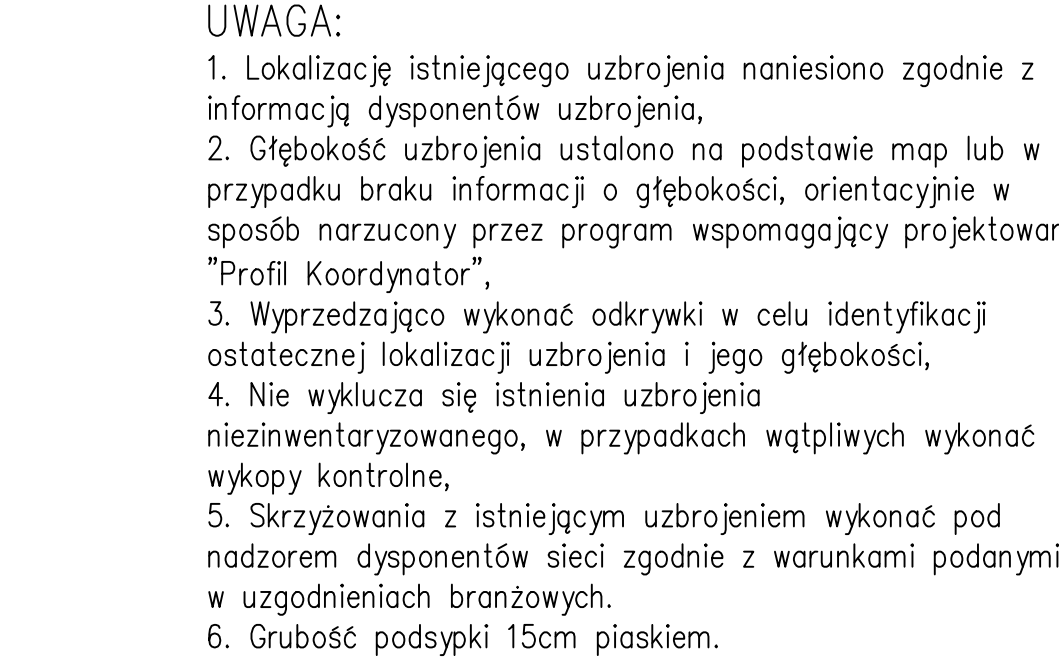 UWAGA:
1. Lokalizację istniejącego uzbrojenia naniesiono zgodnie z
informacją dysponentów uzbrojenia,
2. Głębokość uzbrojenia ustalono na podstawie map lub w
przypadku braku informacji o głębokości, orientacyjnie w
sposób narzucony przez program wspomagający projektowar
"Profil Koordynator",
3. Wyprzedzająco wykonać odkrywki w celu identyfikacji
ostatecznej lokalizacji uzbrojenia i jego głębokości,
4. Nie wyklucza się istnienia uzbrojenia
niezinwentaryzowanego, w przypadkach wątpliwych wykonać
wykopy kontrolne,
5. Skrzyżowania z istniejącym uzbrojeniem wykonać pod
nadzorem dysponentów sieci zgodnie z warunkami podanymi
w uzgodnieniach branżowych.
6. Grubość podsypki 15cm piaskiem.